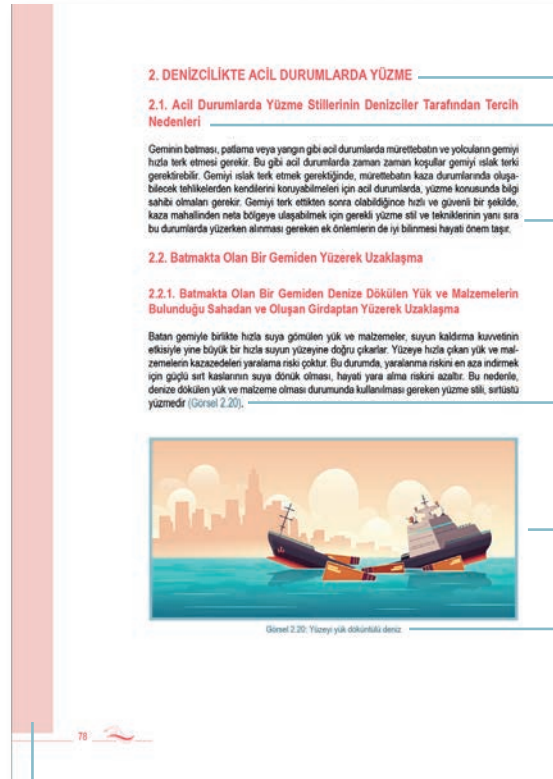 2. DENİZCİLİKTE ACİL DURUMLARDA YÜZME
2.1. Acil Durumlarda Yüzme Stillerinin Denizciler Tarafından Tercih
Nedenleri
Geminin batması, patlama veya yangın gibi acil durumlarda mürettebatın ve yolcuların gemiyi
hızla terk etmesi gerekir. Bu gibi acil durumlarda zaman zaman koşullar gemiyi ıslak terki
gerektirebilir. Gemiyi ıslak terk etmek gerektiğinde, mürettebatın kaza durumlarında oluşa-
bilecek tehlikelerden kendilerini koruyabilmeleri için acil durumlarda, yüzme konusunda bilgi
sahibi olmaları gerekir. Gemiyi terk ettikten sonra olabildiğince hızlı ve güvenli bir şekilde,
kaza mahallinden neta bölgeye ulaşabilmek için gerekli yüzme stil ve tekniklerinin yanı sıra
bu durumlarda yüzerken alınması gereken ek önlemlerin de iyi bilinmesi hayati önem taşır.
2.2. Batmakta Olan Bir Gemiden Yüzerek Uzaklaşma
2.2.1. Batmakta Olan Bir Gemiden Denize Dökülen Yük ve Malzemelerin
Bulunduğu Sahadan ve Oluşan Girdaptan Yüzerek Uzaklaşma
Batan gemiyle birlikte hızla suya gömülen yük ve malzemeler, suyun kaldırma kuvvetinin
etkisiyle yine büyük bir hızla suyun yüzeyine doğru çıkarlar. Yüzeye hızla çıkan yük ve mal-
zemelerin kazazedeleri yaralama riski çoktur. Bu durumda, yaralanma riskini en aza indirmek
için güçlü sırt kaslarının suya dönük olması, hayati yara alma riskini azaltır. Bu nedenle,
denize dökülen yük ve malzeme olması durumunda kullanılması gereken yüzme stili, sırtüstü
yüzmedir (Görsel 2.20).
Görsel 2.20: Yüzeyi yük döküntülü deniz
78